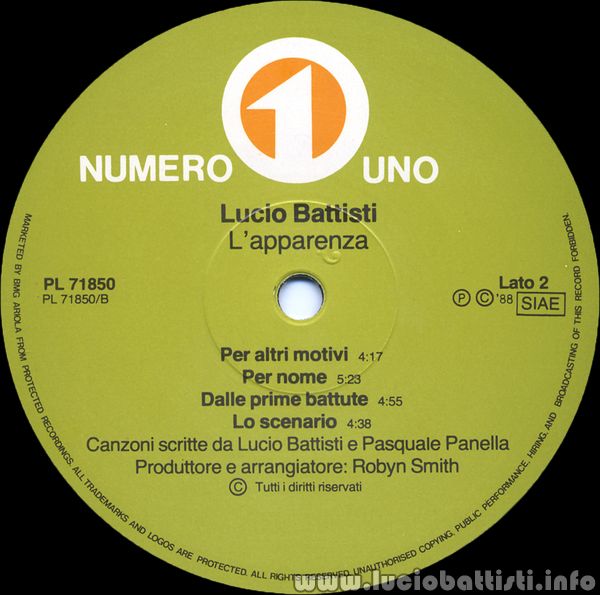 1
NUMERO UNO
Lucio Battisti
L'apparenza
PL 71850
PL 71850/B
Lato 2
Ⓟ Ⓒ '88 SIAE
Per altri motivi 4:17
Per nome 5:23
Dalle prime battute 4:55
Lo scenario 4:38
Canzoni scritte da Lucio Battisti e Pasquale Panella
Produttore e arrangiatore: Robyn Smith
Ⓒ Tutti i diritti riservati
MARKETED BY BMG ARIOLA FROM PROTECTED RECORDINGS. ALL TRADEMARKS AND LOGOS ARE PROTECTED. ALL RIGHTS RESERVED. UNAUTHORISED COPYING, PUBLIC PERFORMANCE, HIRING, AND BROADCASTING OF THIS RECORD FORBIDDEN.
www.luciobattisti.info